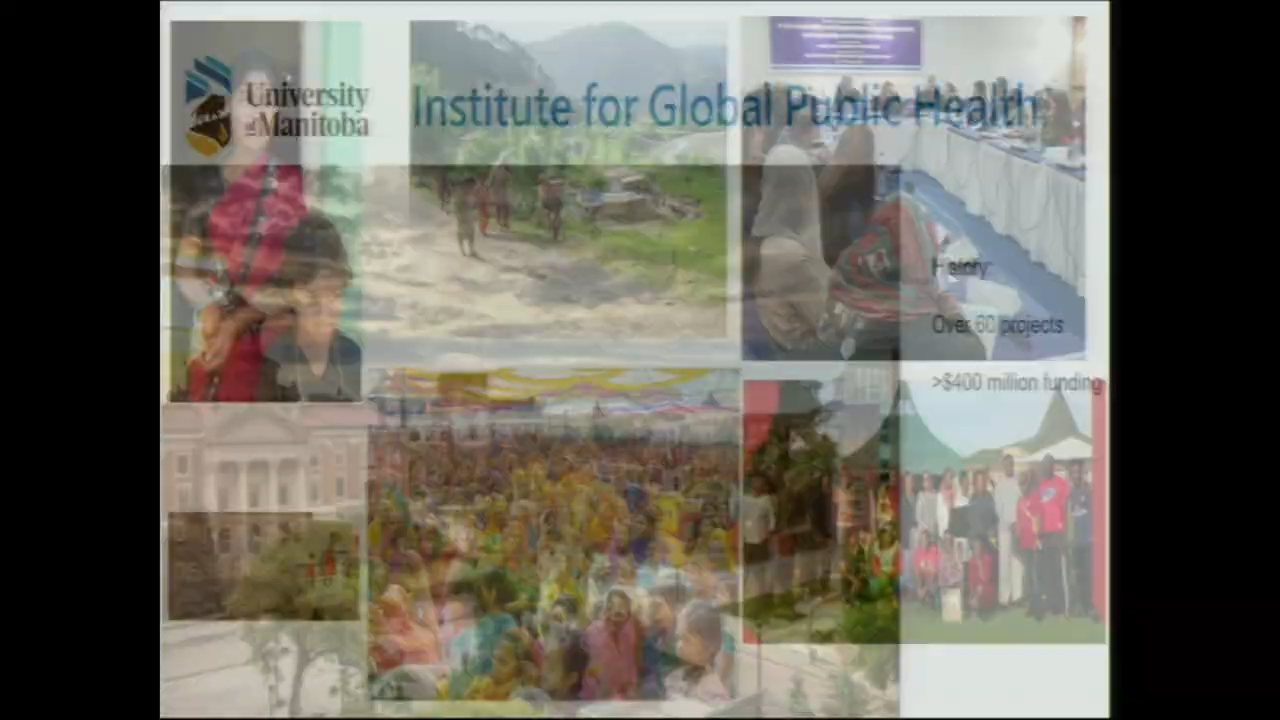 University
of Manitoba
Institute for Global Public Health
History
Over 60 projects
>$400 million funding